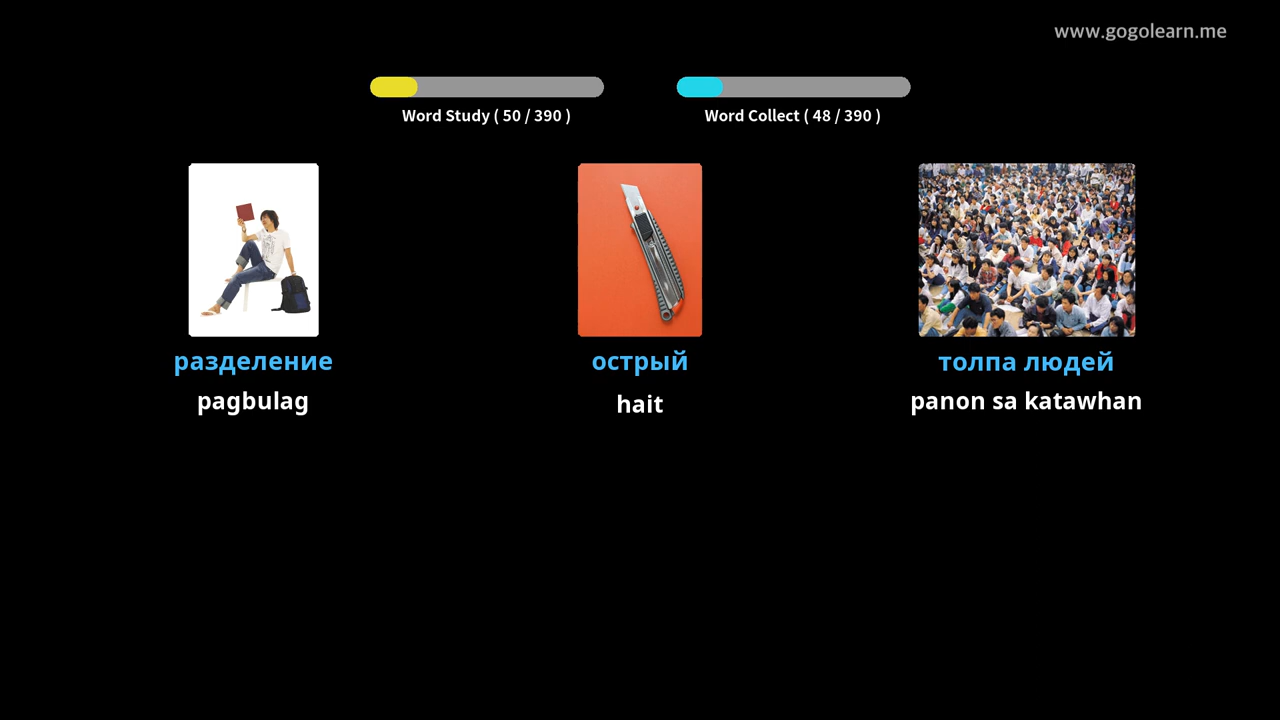 www.gogolearn.me
Word Study ( 50 / 390 )
Word Collect ( 48 / 390 )
разделение
pagbulag
острый
hait
толпа людей
panon sa katawhan